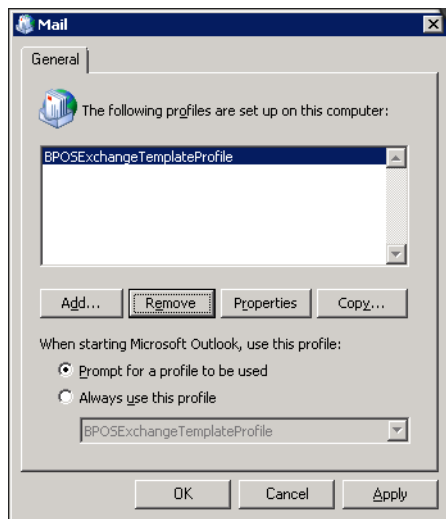 Mail
General
The following profiles are set up on this computer:
BPOSExchangeTemplateProfile
Add... Remove Properties Copy...
When starting Microsoft Outlook, use this profile:
Prompt for a profile to be used
Always use this profile
BPOSExchangeTemplateProfile
OK Cancel Apply